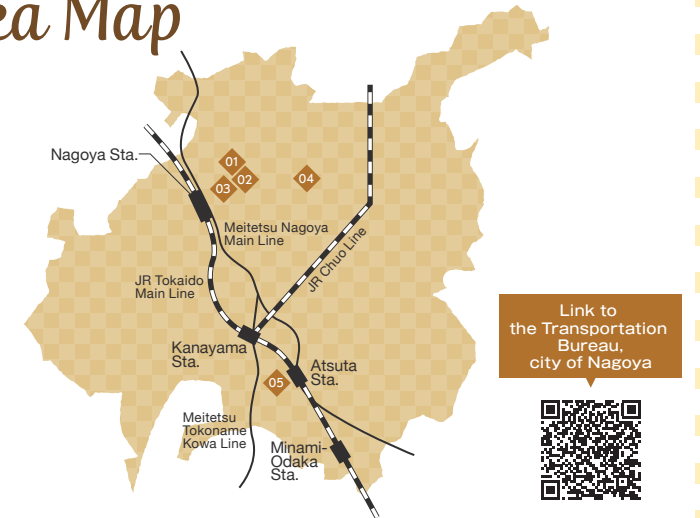 ea Map
Nagoya Sta.
01
02
03
04
Meitetsu Nagoya
Main Line
JR Chuo Line
JR Tokaido
Main Line
Kanayama
Sta.
Atsuta
Sta.
05
Meitetsu
Tokoname
Kowa Line
Minami-
Odaka
Sta.
Link to
the Transportation
Bureau,
city of Nagoya